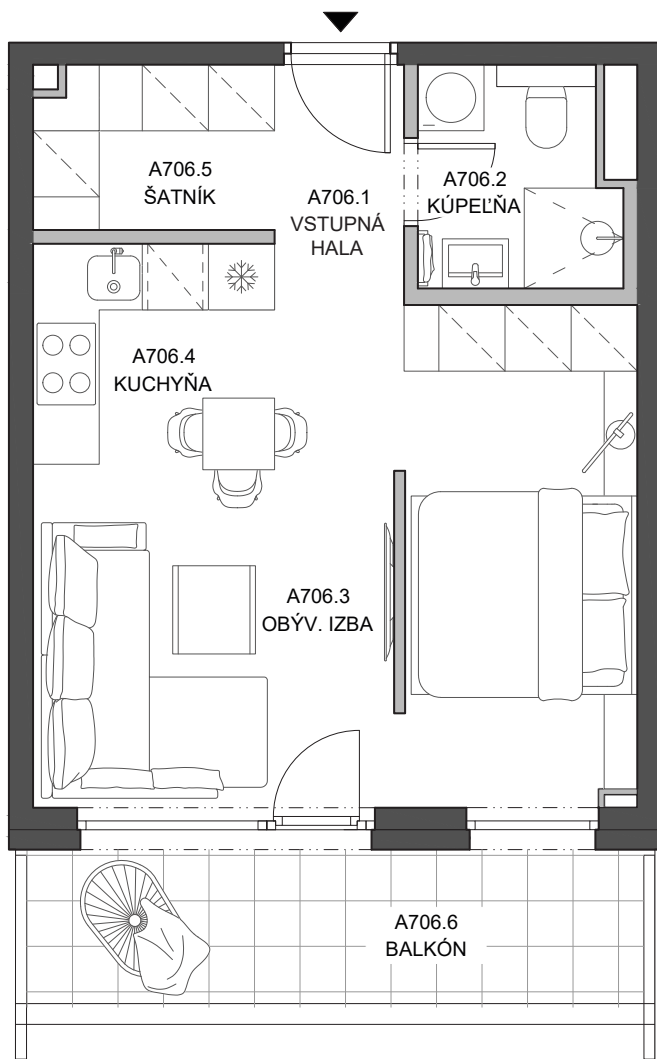 A706.5
ŠATNÍK
A706.1
VSTUPNÁ
HALA
A706.2
KÚPEĽŇA
A706.4
KUCHYŇA
A706.3
OBÝV. IZBA
A706.6
BALKÓN